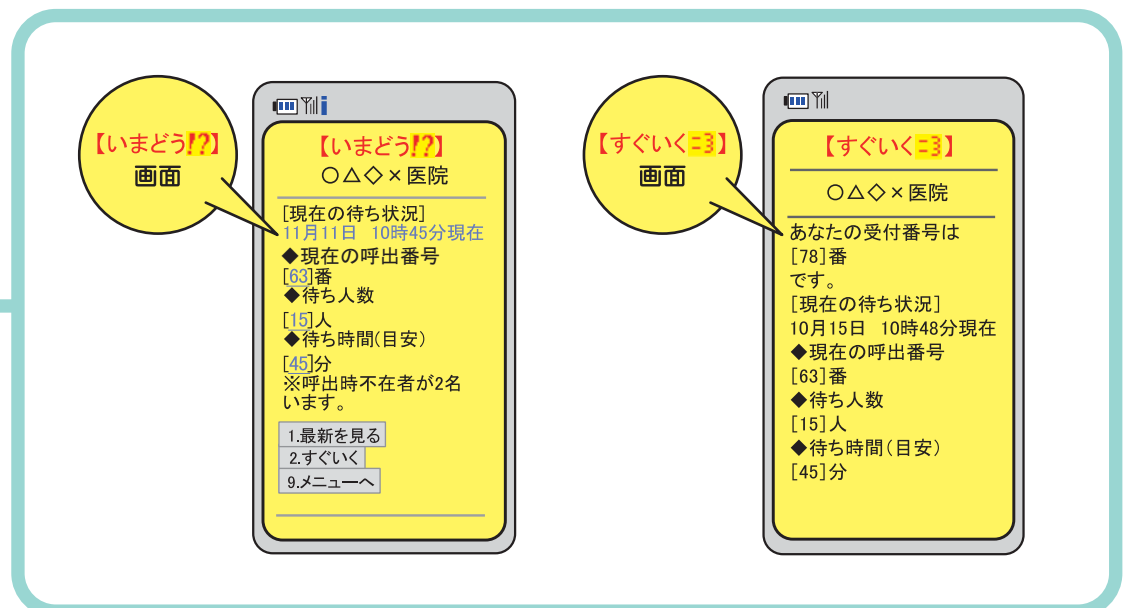 【いまどう!?】
画面
【いまどう!?】
○△◇×医院
[現在の待ち状況]
11月11日 10時45分現在
◆現在の呼出番号
[63]番
◆待ち人数
[15]人
◆待ち時間(目安)
[45]分
※呼出時不在者が2名
います。
1.最新を見る
2.すぐいく
9.メニューへ
【すぐいく=3】
画面
【すぐいく=3】
○△◇×医院
あなたの受付番号は
[78]番
です。
[現在の待ち状況]
10月15日 10時48分現在
◆現在の呼出番号
[63]番
◆待ち人数
[15]人
◆待ち時間(目安)
[45]分